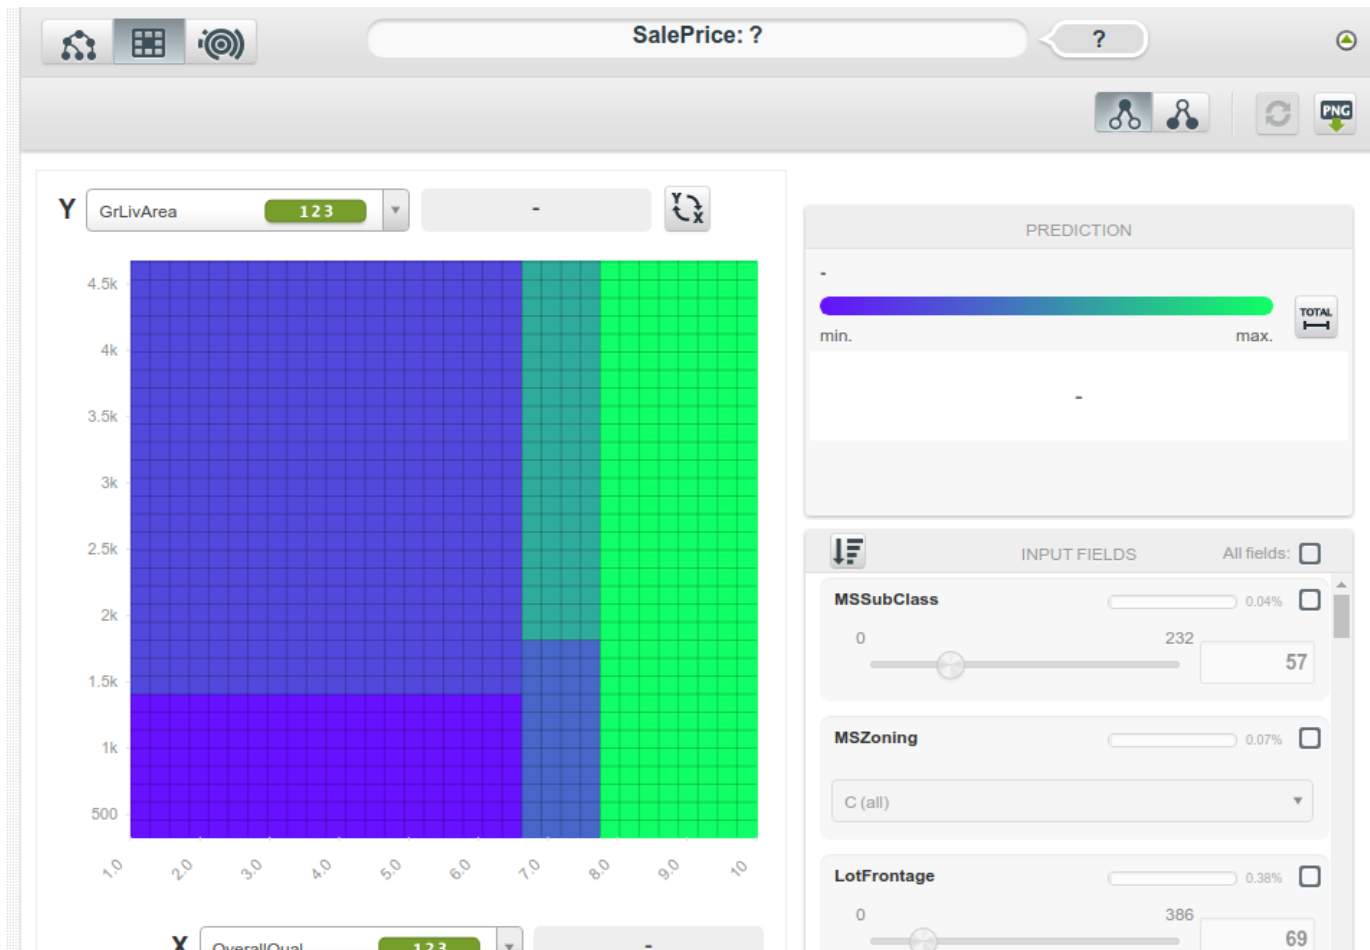 SalePrice: ?
?
PNG
Y
GrLivArea
123
-
Y
X
PREDICTION
-
TOTAL
min.
max.
-
4.5k
4k
3.5k
3k
2.5k
2k
1.5k
1k
500
1.0 2.0 3.0 4.0 5.0 6.0 7.0 8.0 9.0 10
X
OverallQual
123
-
INPUT FIELDS
All fields:
MSSubClass
0.04%
0
232
57
MSZoning
0.07%
C (all)
LotFrontage
0.38%
0
386
69